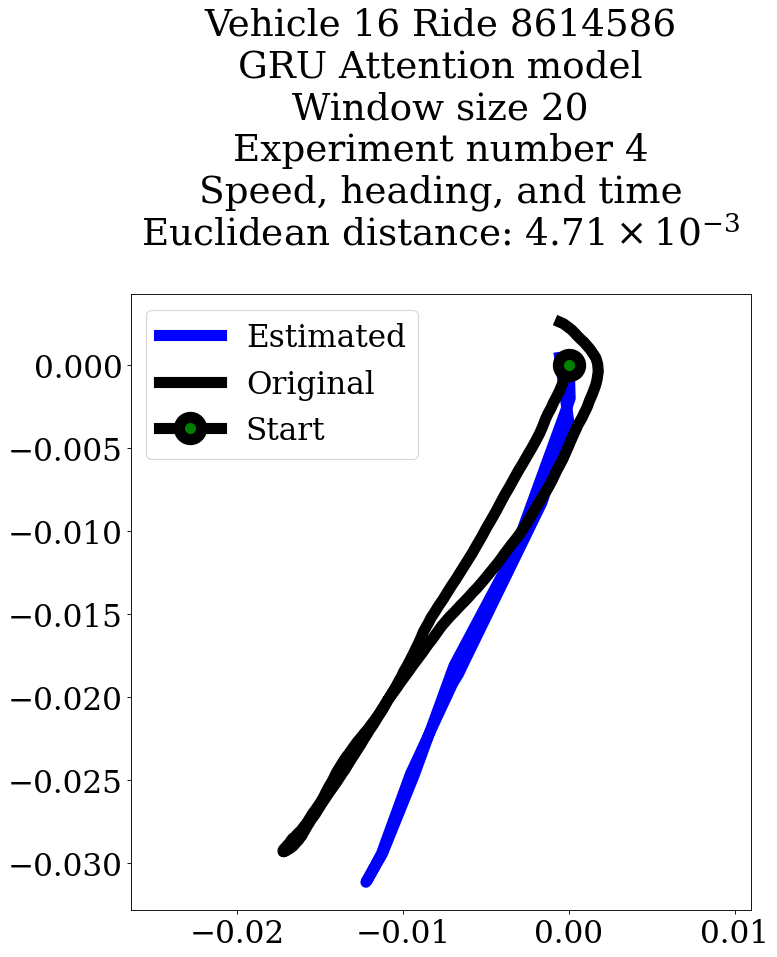 Vehicle 16 Ride 8614586
GRU Attention model
Window size 20
Experiment number 4
Speed, heading, and time
Euclidean distance: 4.71 × 10⁻³
Estimated
Original
Start
0.000
−0.005
−0.010
−0.015
−0.020
−0.025
−0.030
−0.02
−0.01
0.00
0.01